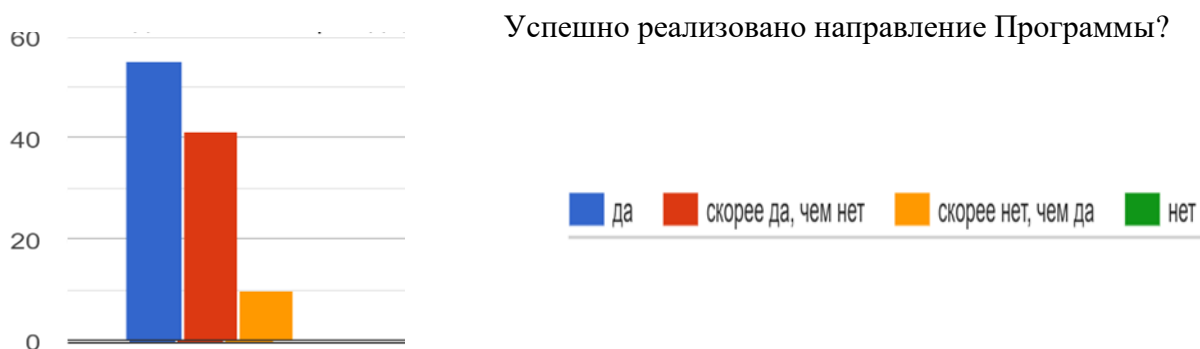 Успешно реализовано направление Программы?
60
40
20
0
да скорее да, чем нет скорее нет, чем да нет